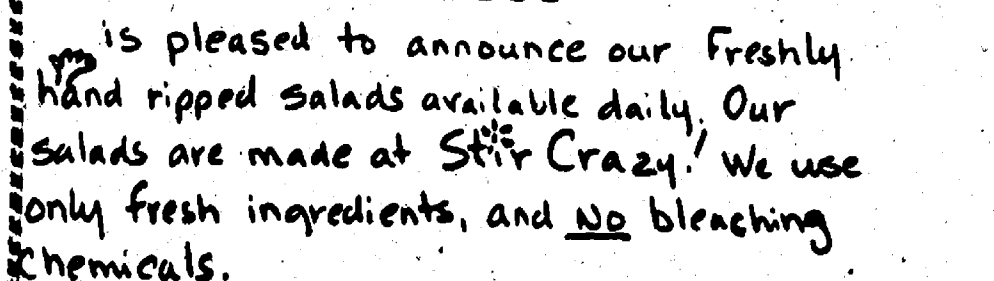 is pleased to announce our Freshly
hand ripped salads available daily. Our
salads are made at Stir Crazy! We use
only fresh ingredients, and NO bleaching
chemicals.